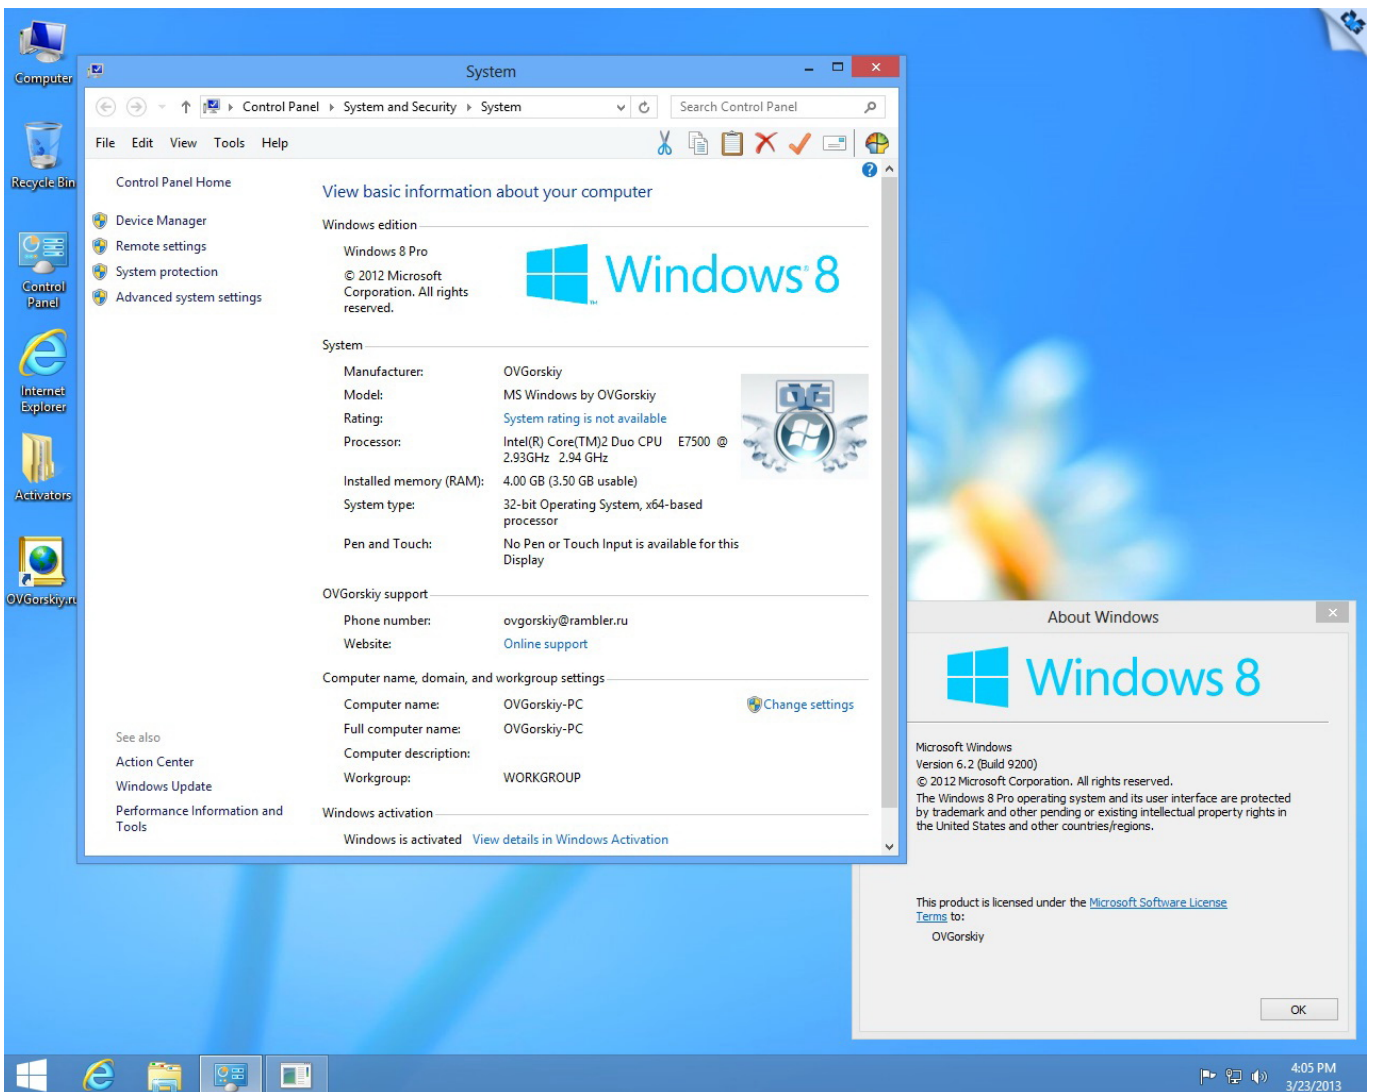 Computer
Recycle Bin
Control
Panel
Internet
Explorer
Activators
OVGorskiy.ru
System
Control Panel
System and Security
System
Search Control Panel
File Edit View Tools Help
Control Panel Home
Device Manager
Remote settings
System protection
Advanced system settings
See also
Action Center
Windows Update
Performance Information and
Tools
View basic information about your computer
Windows edition
Windows 8 Pro
© 2012 Microsoft
Corporation. All rights
reserved.
Windows® 8
™
System
Manufacturer: OVGorskiy
Model: MS Windows by OVGorskiy
Rating: System rating is not available
Processor: Intel(R) Core(TM)2 Duo CPU E7500 @
2.93GHz 2.94 GHz
Installed memory (RAM): 4.00 GB (3.50 GB usable)
System type: 32-bit Operating System, x64-based
processor
Pen and Touch: No Pen or Touch Input is available for this
Display
OG
OVGorskiy support
Phone number: ovgorskiy@rambler.ru
Website: Online support
Computer name, domain, and workgroup settings
Computer name: OVGorskiy-PC
Change settings
Full computer name: OVGorskiy-PC
Computer description:
Workgroup: WORKGROUP
Windows activation
Windows is activated View details in Windows Activation
About Windows
Windows 8
Microsoft Windows
Version 6.2 (Build 9200)
© 2012 Microsoft Corporation. All rights reserved.
The Windows 8 Pro operating system and its user interface are protected
by trademark and other pending or existing intellectual property rights in
the United States and other countries/regions.
This product is licensed under the Microsoft Software License
Terms to:
OVGorskiy
OK
4:05 PM
3/23/2013